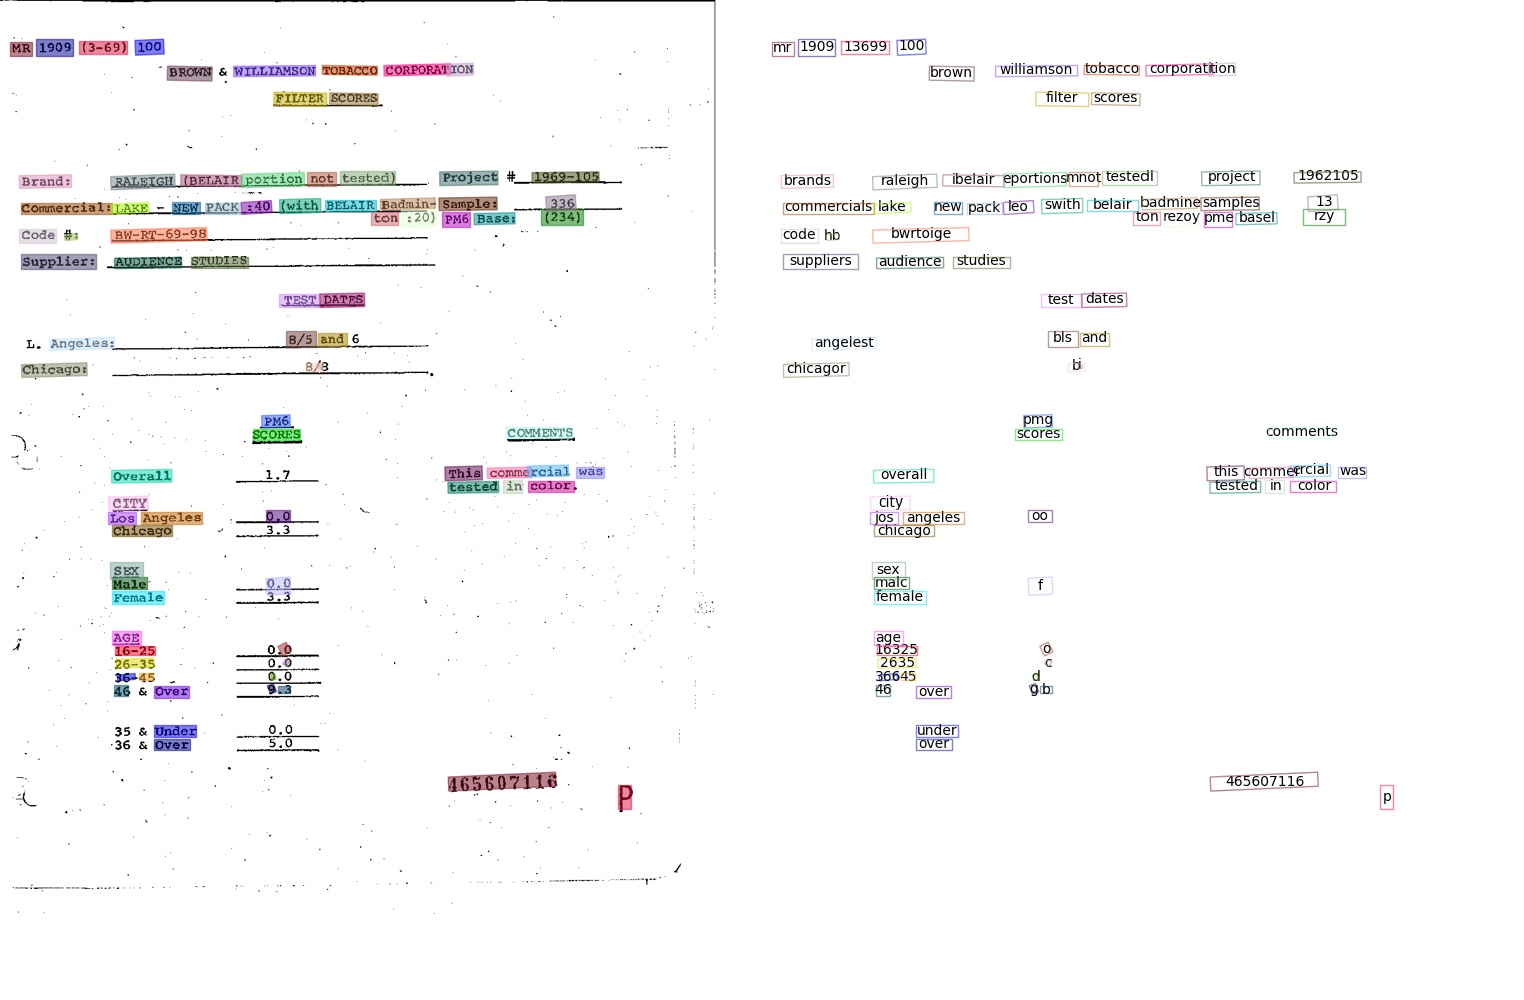 MR 1909 (3-69) 100
BROWN & WILLIAMSON TOBACCO CORPORATION
FILTER SCORES
Brand: RALEIGH (BELAIR portion not tested) Project # 1969-105
Commercial: LAKE - NEW PACK :40 (with BELAIR Badmin- Sample: 336
ton :20) PM6 Base: (234)
Code #: BW-RT-69-98
Supplier: AUDIENCE STUDIES
TEST DATES
L. Angeles: 8/5 and 6
Chicago: 8/8
PM6
SCORES COMMENTS
Overall 1.7 This commercial was
tested in color.
CITY
Los Angeles 0.0
Chicago 3.3
SEX
Male 0.0
Female 3.3
AGE
16-25 0.0
26-35 0.0
36-45 0.0
46 & Over 9.3
35 & Under 0.0
36 & Over 5.0
465607116
P
mr 1909 13699 100
brown williamson tobacco corporatition
filter scores
brands raleigh ibelair eportionsmnot testedl project 1962105
commercials lake new pack leo swith belair badmine samples 13
ton rezoy pme basel rzy
code hb bwrtoige
suppliers audience studies
test dates
angelest bls and
chicagor bi
pmg
scores comments
overall this commercrcial was
tested in color
city
jos angeles oo
chicago
sex
malc f
female
age
16325 o
2635 c
36645 d
46 over g b
under
over
465607116
p